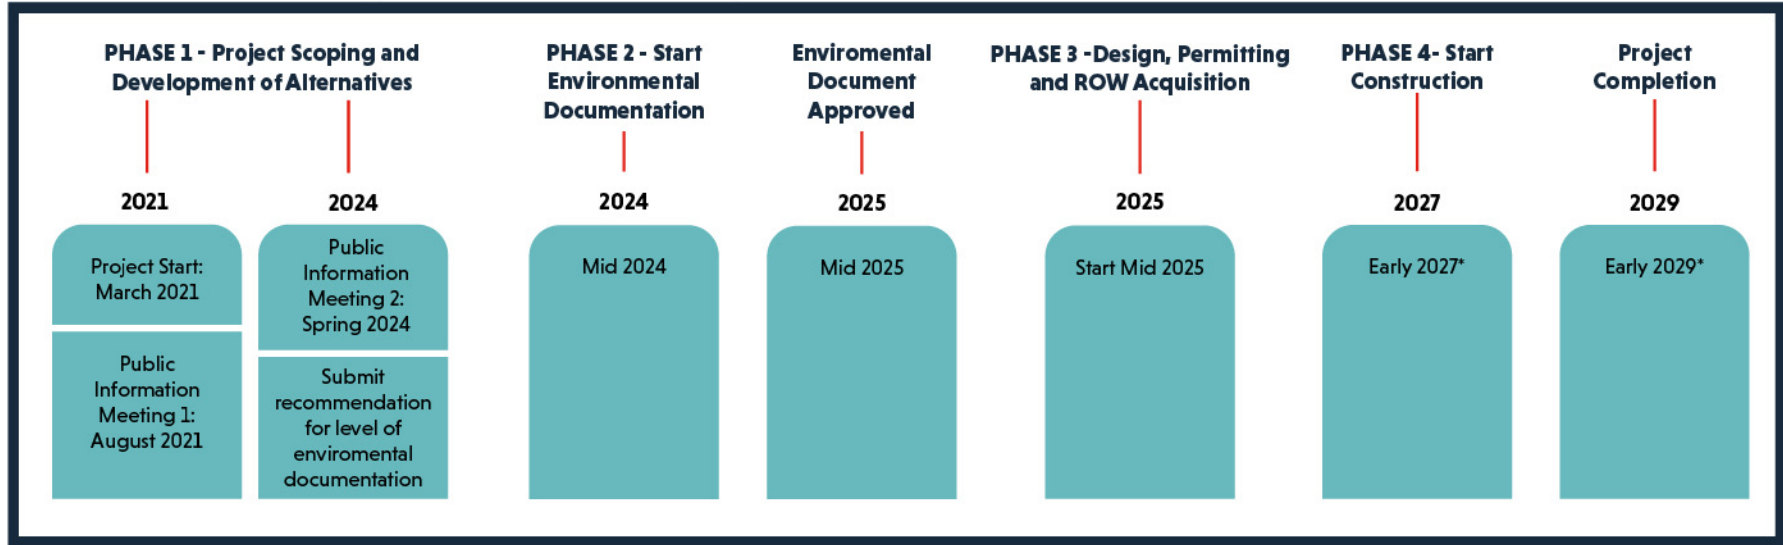 PHASE 1 - Project Scoping and
Development of Alternatives
2021
Project Start:
March 2021
Public
Information
Meeting 1:
August 2021
2024
Public
Information
Meeting 2:
Spring 2024
Submit
recommendation
for level of
enviromental
documentation
PHASE 2 - Start
Environmental
Documentation
2024
Mid 2024
Enviromental
Document
Approved
2025
Mid 2025
PHASE 3 -Design, Permitting
and ROW Acquisition
2025
Start Mid 2025
PHASE 4- Start
Construction
2027
Early 2027*
Project
Completion
2029
Early 2029*